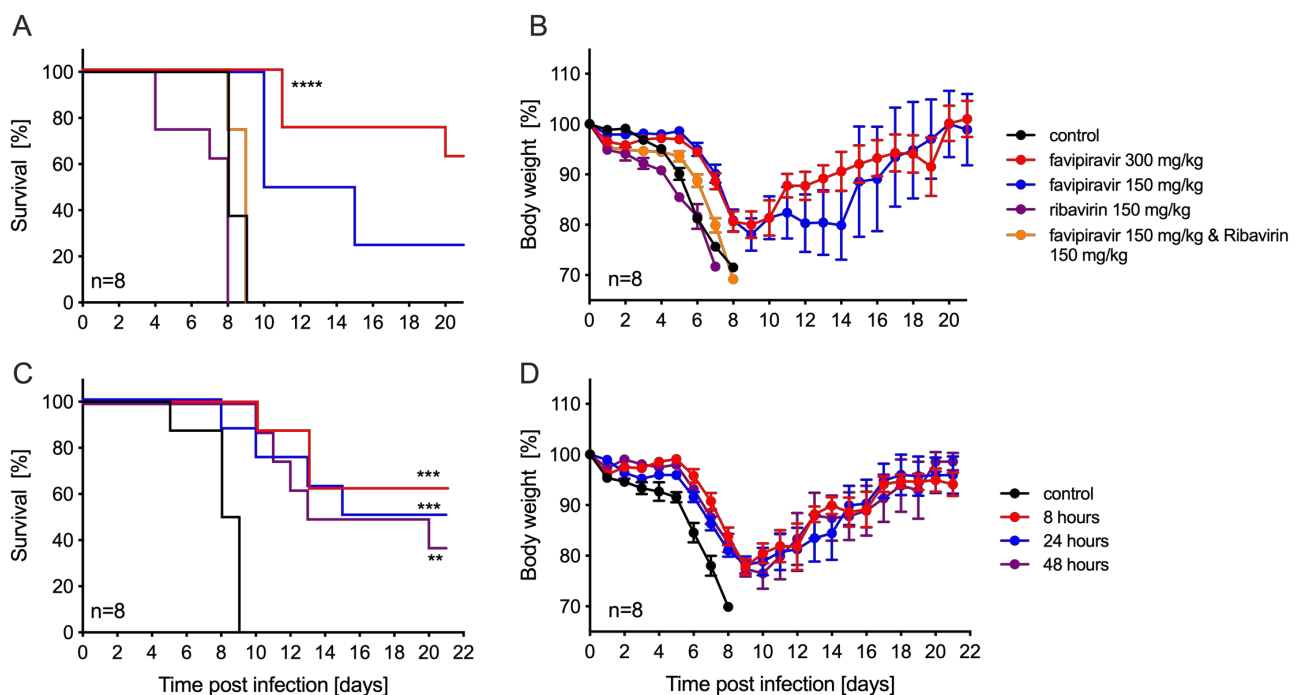 A
Survival [%]
100
80
60
40
20
0
****
n=8
0 2 4 6 8 10 12 14 16 18 20
B
Body weight [%]
110
100
90
80
70
n=8
0 2 4 6 8 10 12 14 16 18 20
control
favipiravir 300 mg/kg
favipiravir 150 mg/kg
ribavirin 150 mg/kg
favipiravir 150 mg/kg & Ribavirin
150 mg/kg
C
Survival [%]
100
80
60
40
20
0
***
***
**
n=8
0 2 4 6 8 10 12 14 16 18 20 22
Time post infection [days]
D
Body weight [%]
110
100
90
80
70
n=8
0 2 4 6 8 10 12 14 16 18 20 22
Time post infection [days]
control
8 hours
24 hours
48 hours